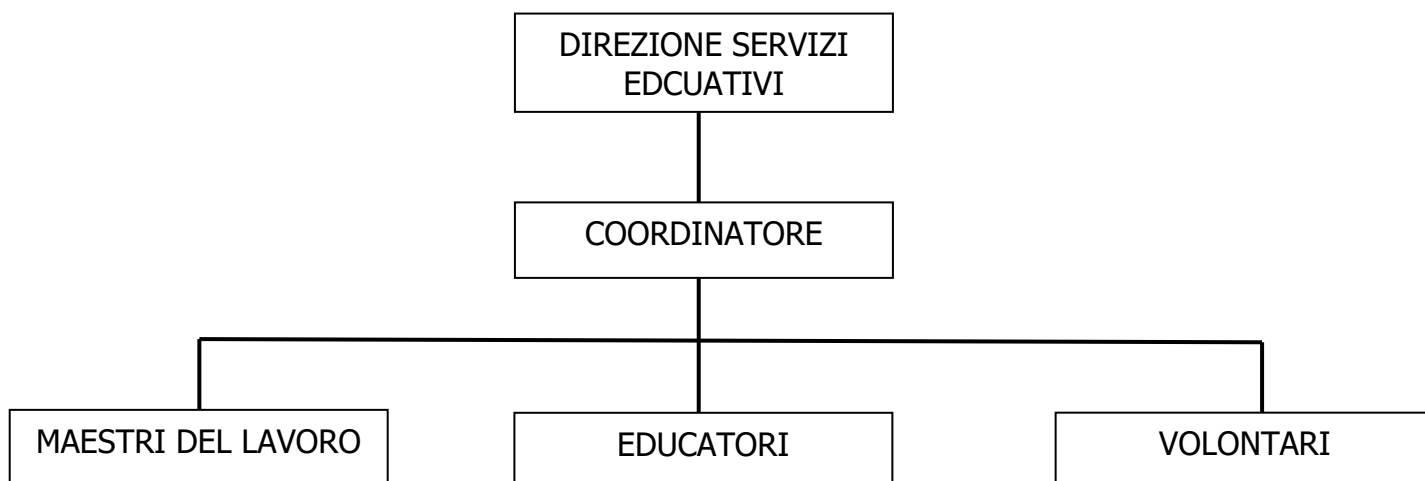 DIREZIONE SERVIZI
EDCUATIVI
COORDINATORE
MAESTRI DEL LAVORO
EDUCATORI
VOLONTARI